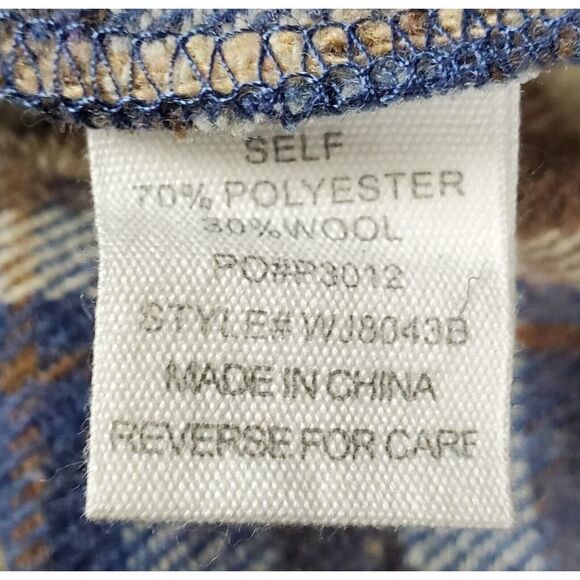 SELF
70% POLYESTER
30% WOOL
PO#P3012
STYLE# WJ8043B
MADE IN CHINA
REVERSE FOR CARE